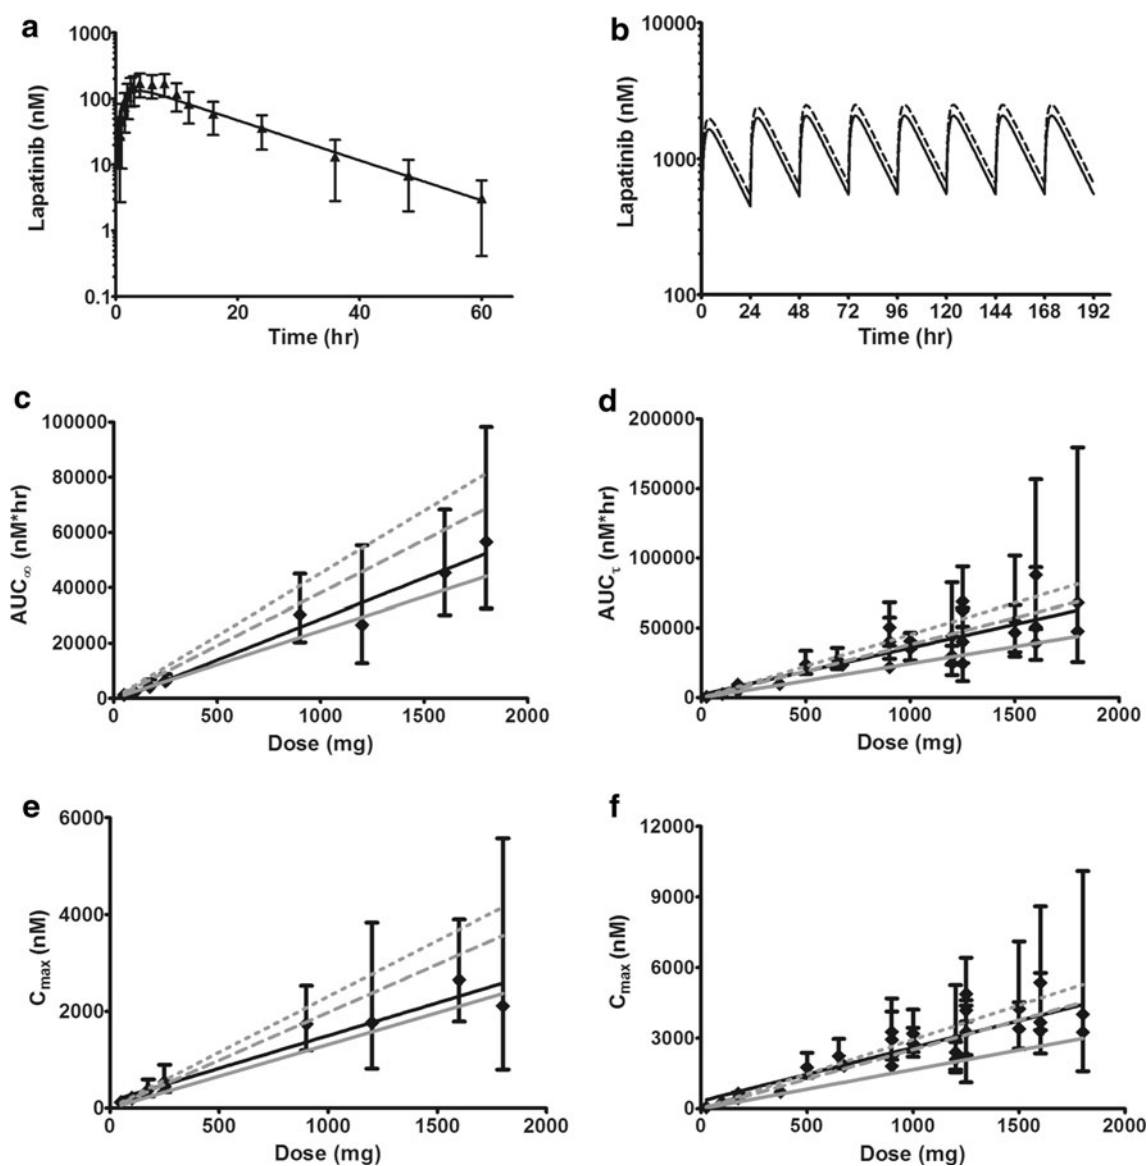 a
1000
100
10
1
0.1
Lapatinib (nM)
0 20 40 60
Time (hr)
b
10000
1000
100
Lapatinib (nM)
0 24 48 72 96 120 144 168 192
Time (hr)
c
100000
80000
60000
40000
20000
0
AUC∞ (nM*hr)
0 500 1000 1500 2000
Dose (mg)
d
200000
150000
100000
50000
0
AUCτ (nM*hr)
0 500 1000 1500 2000
Dose (mg)
e
6000
4000
2000
0
Cmax (nM)
0 500 1000 1500 2000
Dose (mg)
f
12000
9000
6000
3000
0
Cmax (nM)
0 500 1000 1500 2000
Dose (mg)